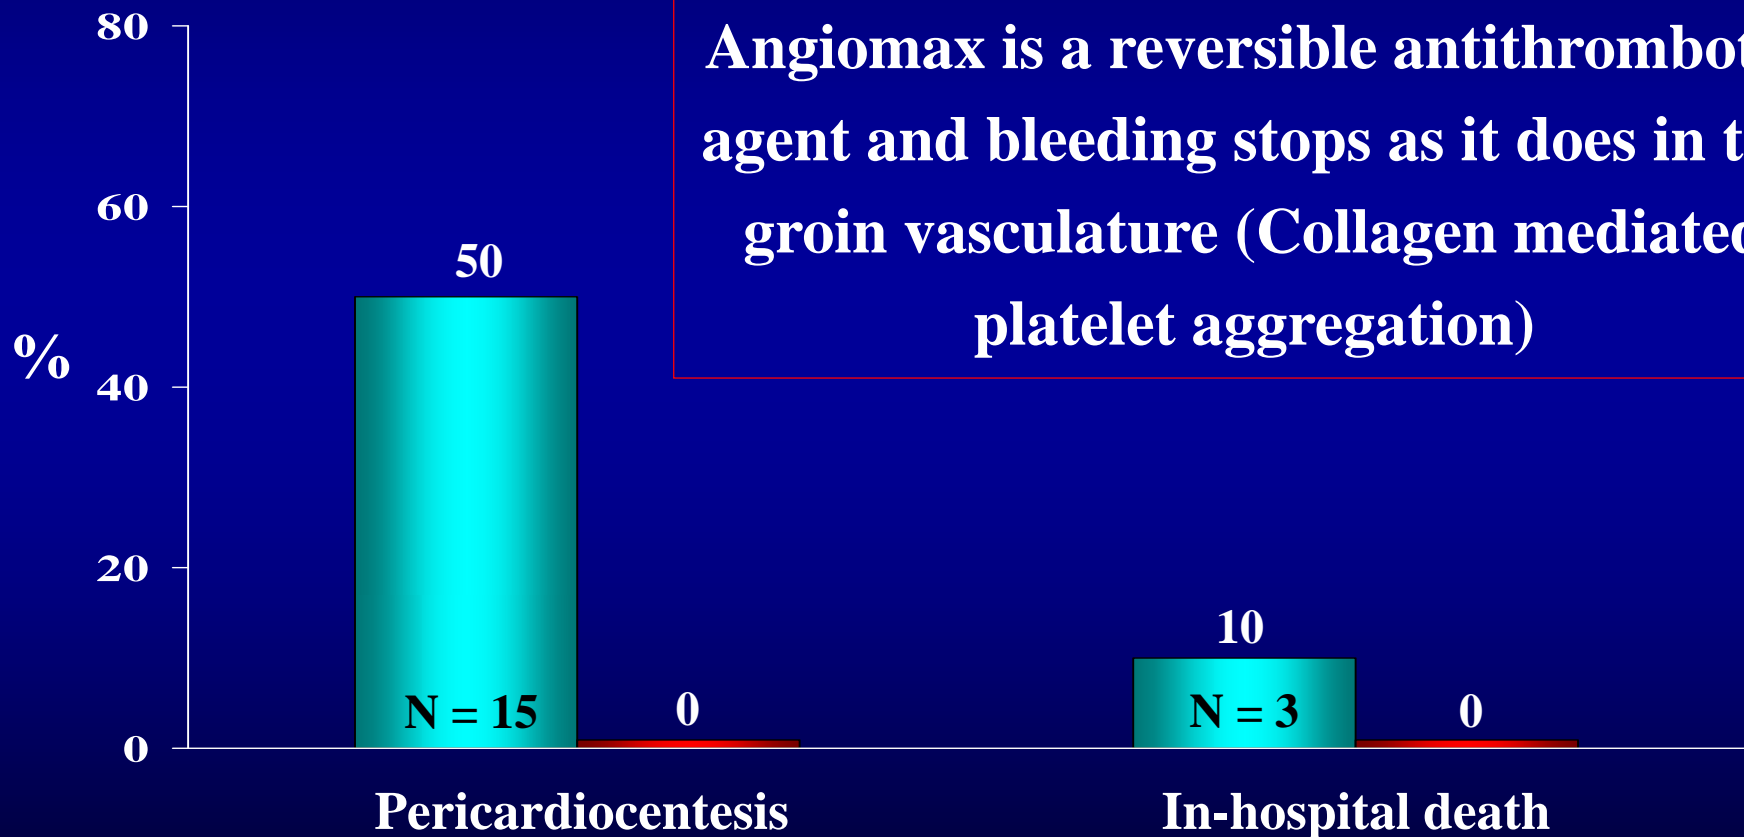 Angiomax is a reversible antithrombot
agent and bleeding stops as it does in t
groin vasculature (Collagen mediated
platelet aggregation)
%
80
60
40
20
0
50
N = 15
0
10
N = 3
0
Pericardiocentesis
In-hospital death